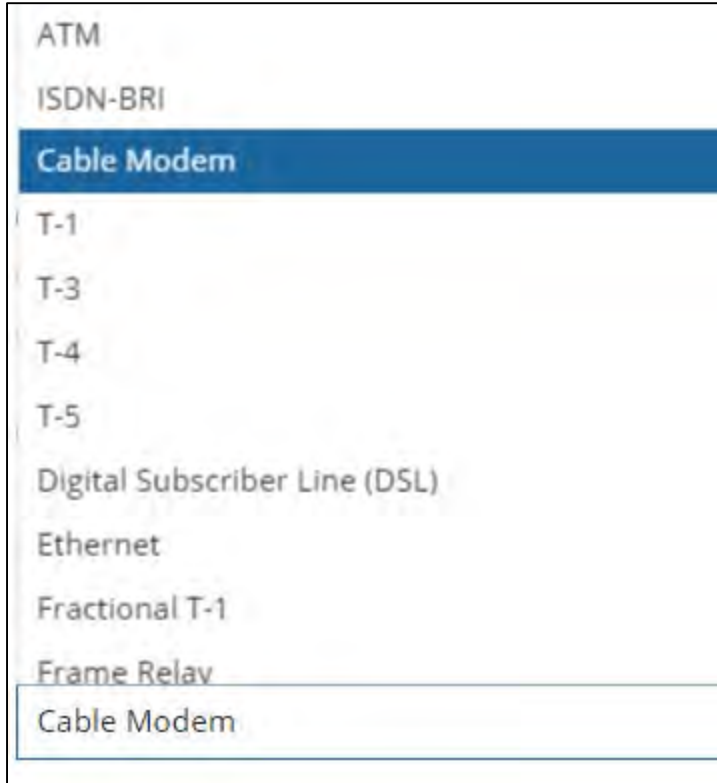 ATM
ISDN-BRI
Cable Modem
T-1
T-3
T-4
T-5
Digital Subscriber Line (DSL)
Ethernet
Fractional T-1
Frame Relay
Cable Modem